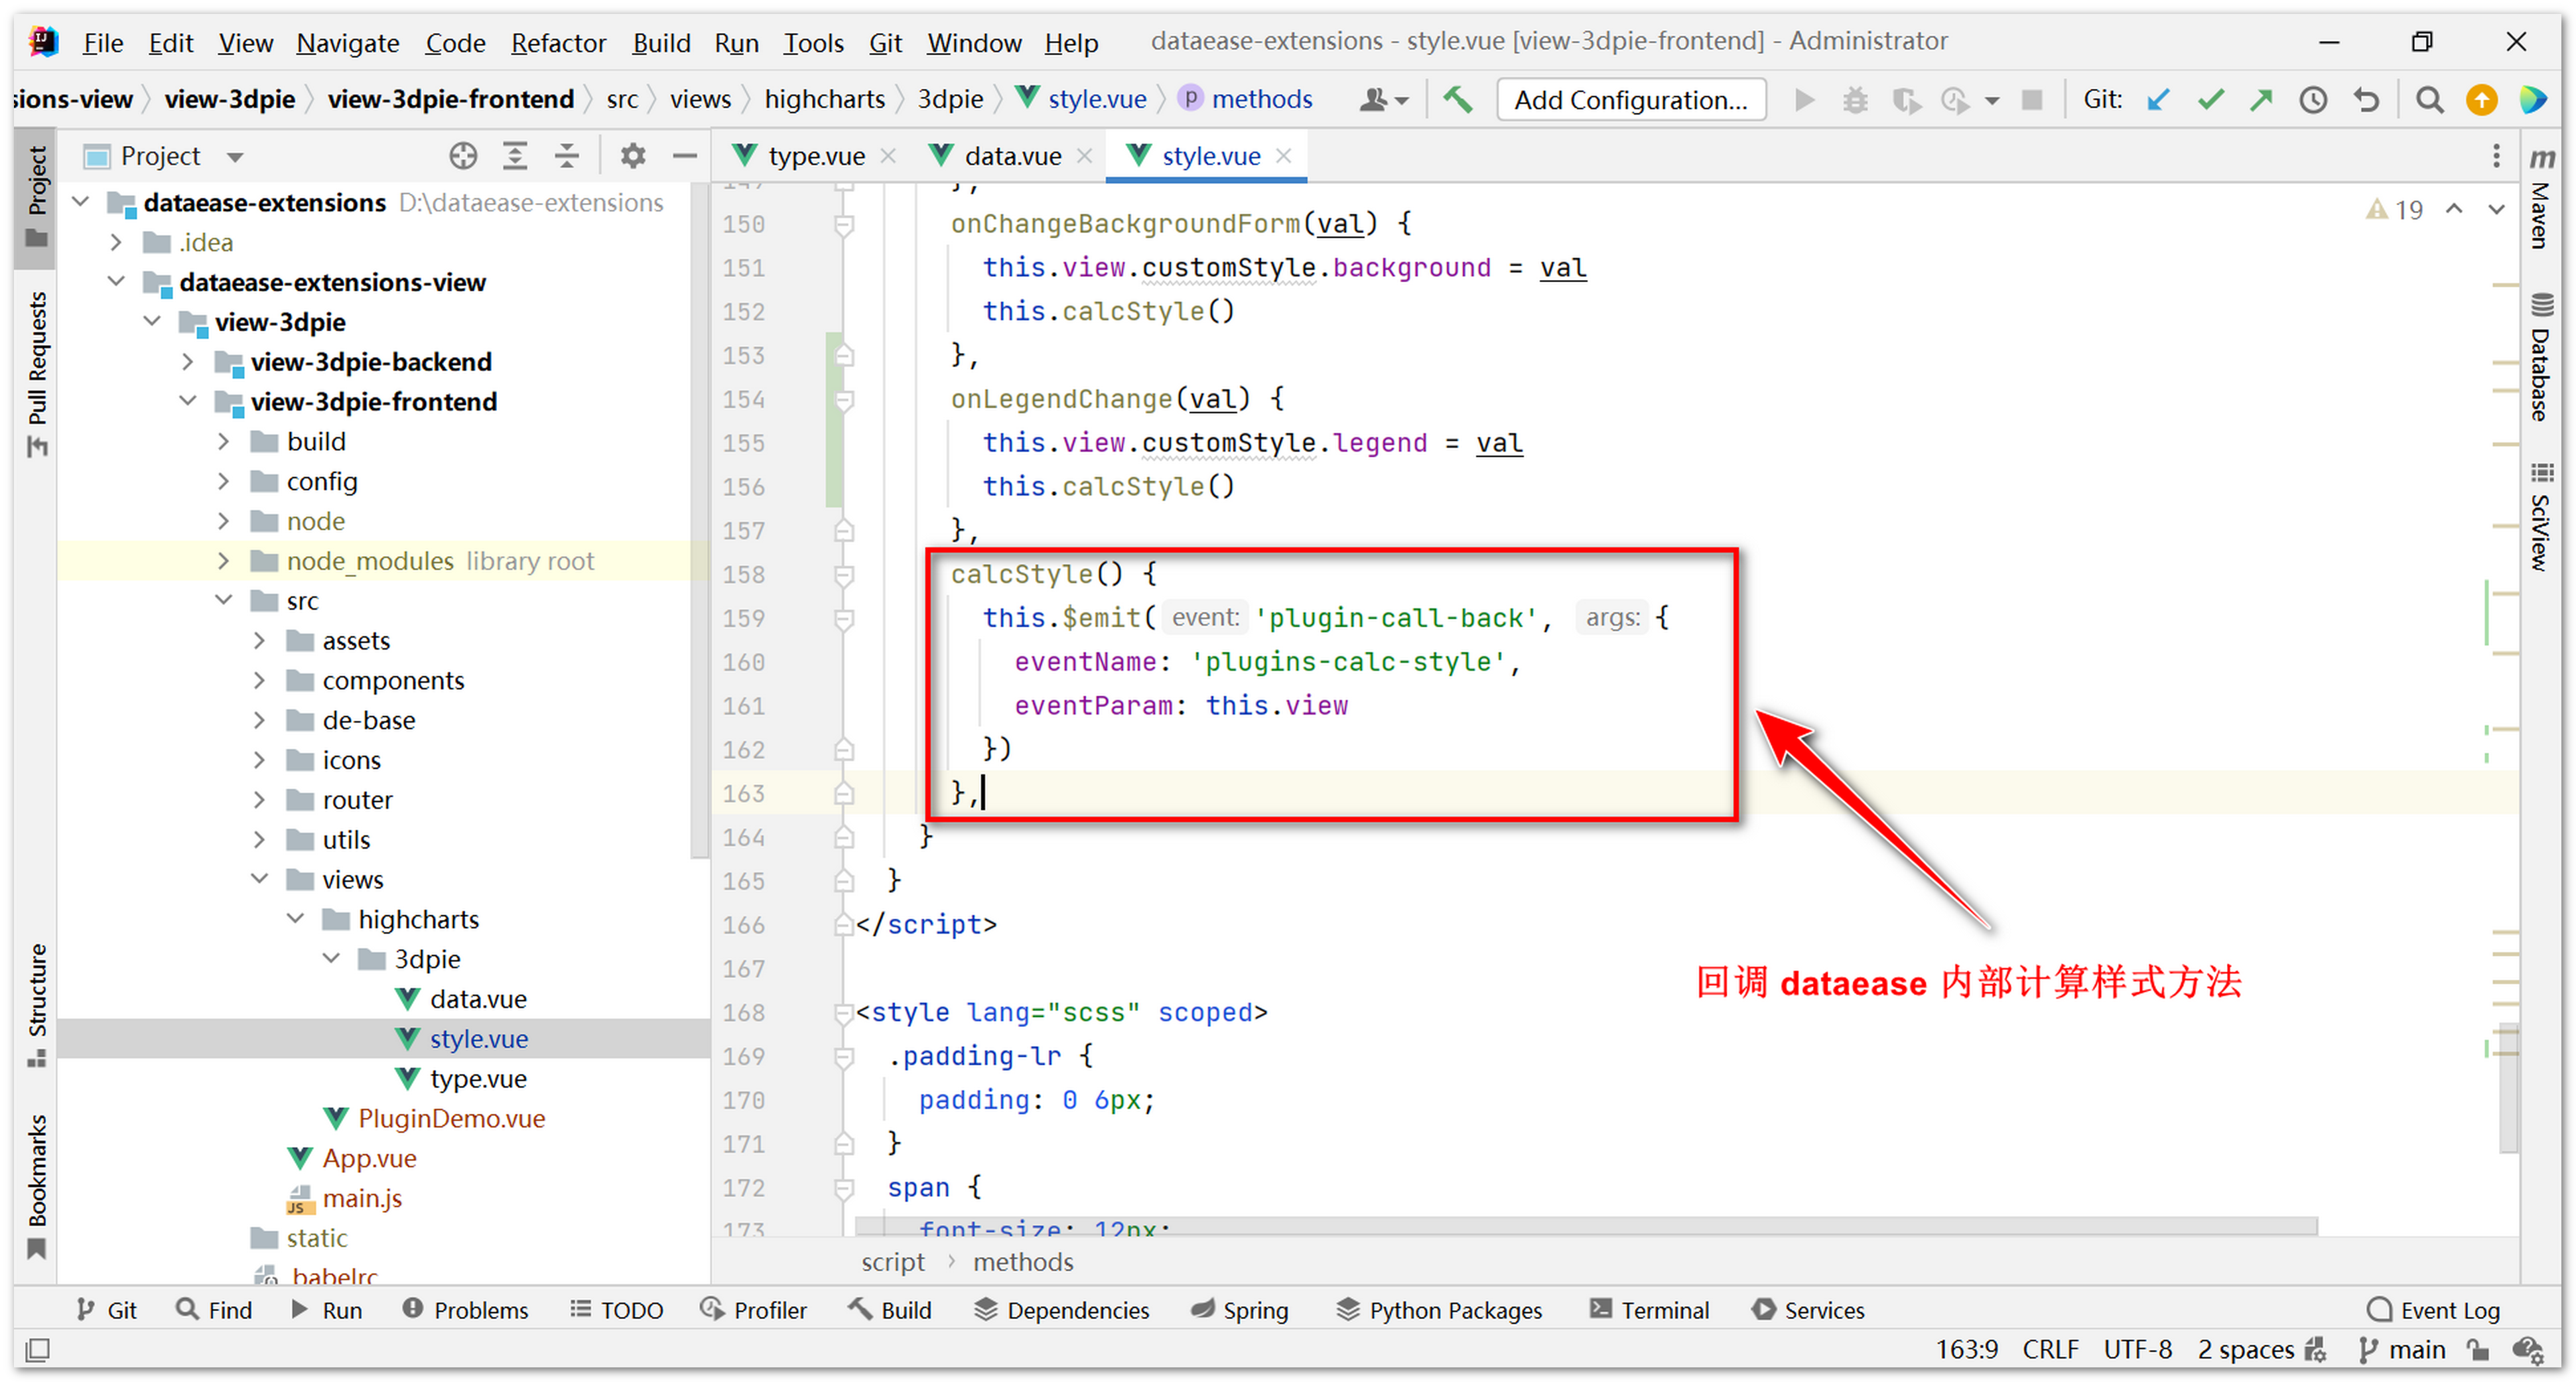 File Edit View Navigate Code Refactor Build Run Tools Git Window Help dataease-extensions - style.vue [view-3dpie-frontend] - Administrator
sions-view view-3dpie view-3dpie-frontend src views highcharts 3dpie style.vue p methods Add Configuration... Git:
Project
type.vue data.vue style.vue
Project
Pull Requests
Structure
Bookmarks
dataease-extensions D:\dataease-extensions
.idea
dataease-extensions-view
view-3dpie
view-3dpie-backend
view-3dpie-frontend
build
config
node
node_modules library root
src
assets
components
de-base
icons
router
utils
views
highcharts
3dpie
data.vue
style.vue
type.vue
PluginDemo.vue
App.vue
JS main.js
static
.babelrc
19
149 },
150 onChangeBackgroundForm(val) {
151 this.view.customStyle.background = val
152 this.calcStyle()
153 },
154 onLegendChange(val) {
155 this.view.customStyle.legend = val
156 this.calcStyle()
157 },
158 calcStyle() {
159 this.$emit( event: 'plugin-call-back', args: {
160 eventName: 'plugins-calc-style',
161 eventParam: this.view
162 })
163 },
164 }
165 }
166 </script>
167
168 <style lang="scss" scoped>
169 .padding-lr {
170 padding: 0 6px;
171 }
172 span {
173 font-size: 12px;
回调 dataease 内部计算样式方法
script methods
m Maven
Database
SciView
Git Find Run Problems TODO Profiler Build Dependencies Spring Python Packages Terminal Services Event Log
163:9 CRLF UTF-8 2 spaces main